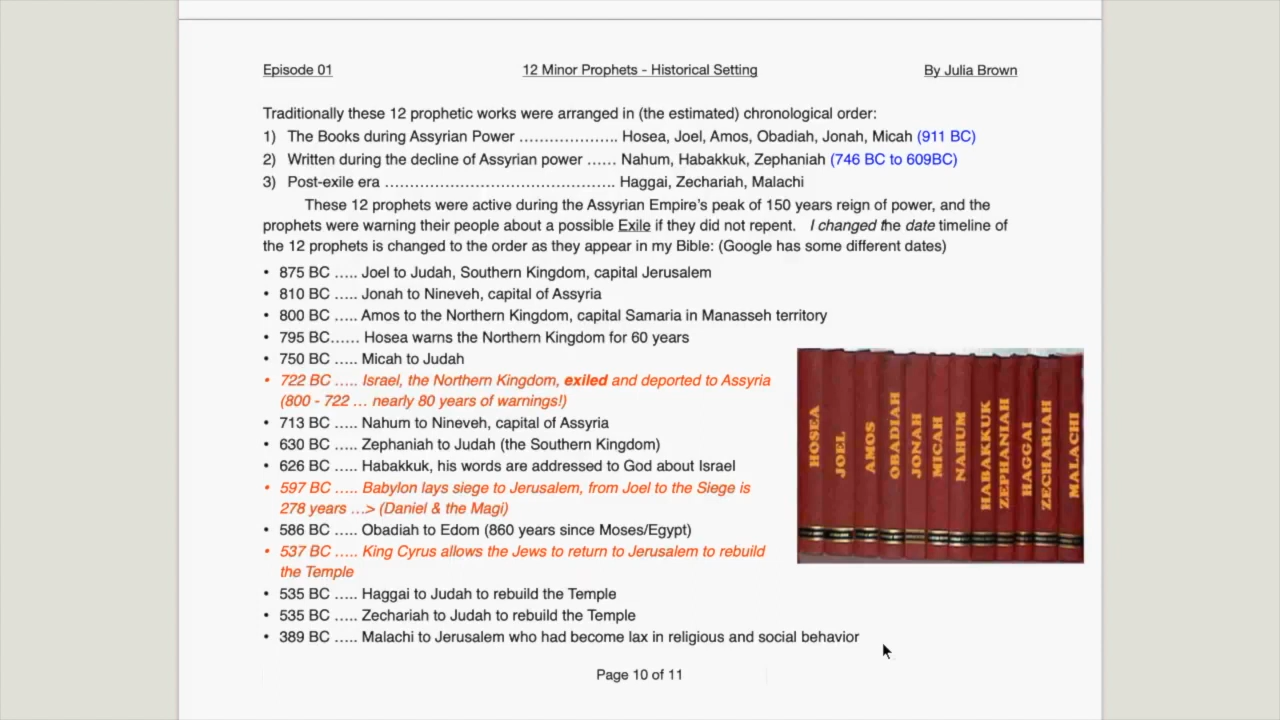 Episode 01 12 Minor Prophets - Historical Setting By Julia Brown
Traditionally these 12 prophetic works were arranged in (the estimated) chronological order:
1) The Books during Assyrian Power ………………….. Hosea, Joel, Amos, Obadiah, Jonah, Micah (911 BC)
2) Written during the decline of Assyrian power …… Nahum, Habakkuk, Zephaniah (746 BC to 609BC)
3) Post-exile era ………………………………………….. Haggai, Zechariah, Malachi
These 12 prophets were active during the Assyrian Empire’s peak of 150 years reign of power, and the
prophets were warning their people about a possible Exile if they did not repent. I changed the date timeline of
the 12 prophets is changed to the order as they appear in my Bible: (Google has some different dates)
• 875 BC ….. Joel to Judah, Southern Kingdom, capital Jerusalem
• 810 BC ….. Jonah to Nineveh, capital of Assyria
• 800 BC ….. Amos to the Northern Kingdom, capital Samaria in Manasseh territory
• 795 BC…… Hosea warns the Northern Kingdom for 60 years
• 750 BC ….. Micah to Judah
• 722 BC ….. Israel, the Northern Kingdom, exiled and deported to Assyria
(800 - 722 … nearly 80 years of warnings!)
• 713 BC ….. Nahum to Nineveh, capital of Assyria
• 630 BC ….. Zephaniah to Judah (the Southern Kingdom)
• 626 BC ….. Habakkuk, his words are addressed to God about Israel
• 597 BC ….. Babylon lays siege to Jerusalem, from Joel to the Siege is
278 years …> (Daniel & the Magi)
• 586 BC ….. Obadiah to Edom (860 years since Moses/Egypt)
• 537 BC ….. King Cyrus allows the Jews to return to Jerusalem to rebuild
the Temple
• 535 BC ….. Haggai to Judah to rebuild the Temple
• 535 BC ….. Zechariah to Judah to rebuild the Temple
• 389 BC ….. Malachi to Jerusalem who had become lax in religious and social behavior
HOSEA
JOEL
AMOS
OBADIAH
JONAH
MICAH
NAHUM
HABAKKUK
ZEPHANIAH
HAGGAI
ZECHARIAH
MALACHI
Page 10 of 11